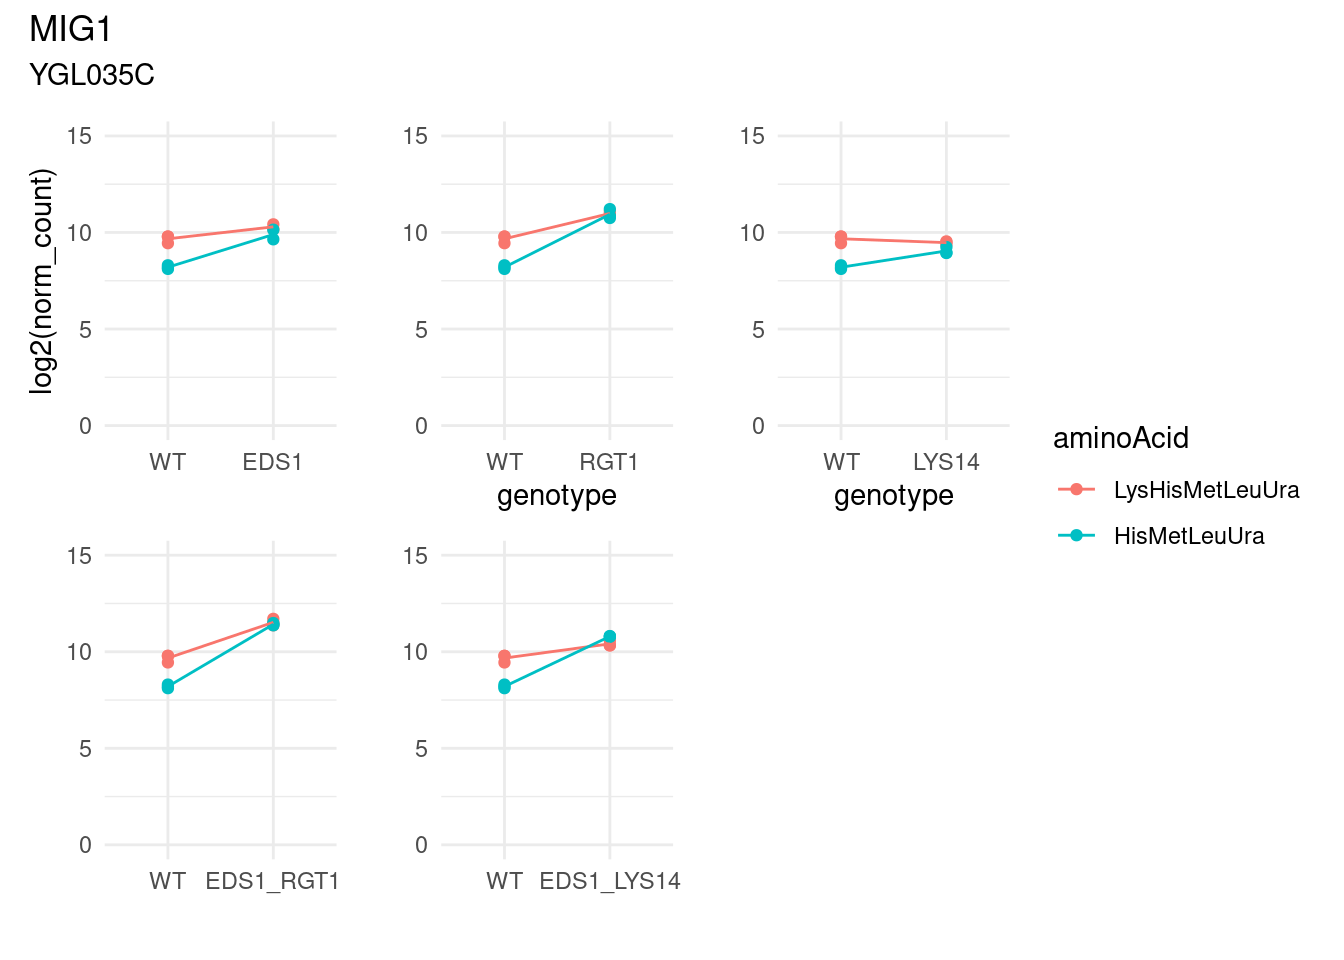 MIG1
YGL035C
log2(norm_count)
15
10
5
0
WT EDS1
15
10
5
0
WT RGT1
genotype
15
10
5
0
WT LYS14
genotype
aminoAcid
LysHisMetLeuUra
HisMetLeuUra
15
10
5
0
WT EDS1_RGT1
15
10
5
0
WT EDS1_LYS14